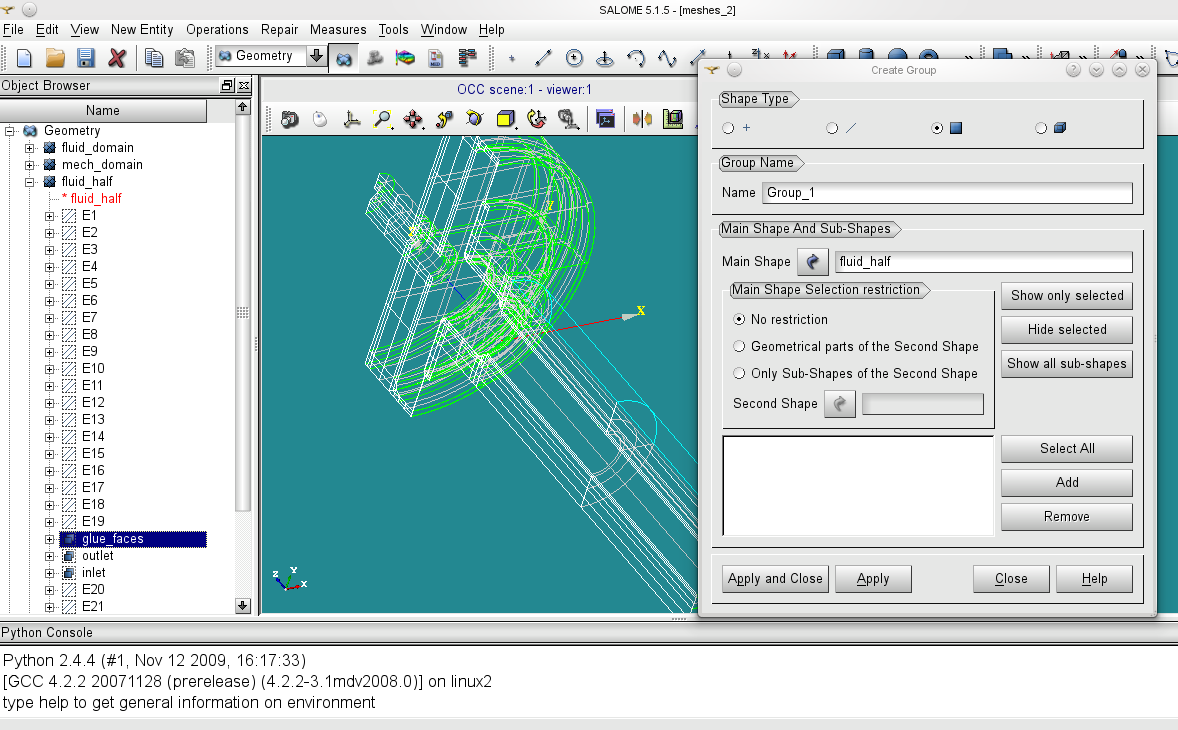 SALOME 5.1.5 - [meshes_2]
File Edit View New Entity Operations Repair Measures Tools Window Help
Geometry
Object Browser
Name
Geometry
fluid_domain
mech_domain
fluid_half
* fluid_half
E1
E2
E3
E4
E5
E6
E7
E8
E9
E10
E11
E12
E13
E14
E15
E16
E17
E18
E19
glue_faces
outlet
inlet
E20
E21
OCC scene:1 - viewer:1
X
Z Y X
Create Group
Shape Type
Group Name
Name Group_1
Main Shape And Sub-Shapes
Main Shape fluid_half
Main Shape Selection restriction
No restriction
Geometrical parts of the Second Shape
Only Sub-Shapes of the Second Shape
Second Shape
Show only selected
Hide selected
Show all sub-shapes
Select All
Add
Remove
Apply and Close Apply Close Help
Python Console
Python 2.4.4 (#1, Nov 12 2009, 16:17:33)
[GCC 4.2.2 20071128 (prerelease) (4.2.2-3.1mdv2008.0)] on linux2
type help to get general information on environment